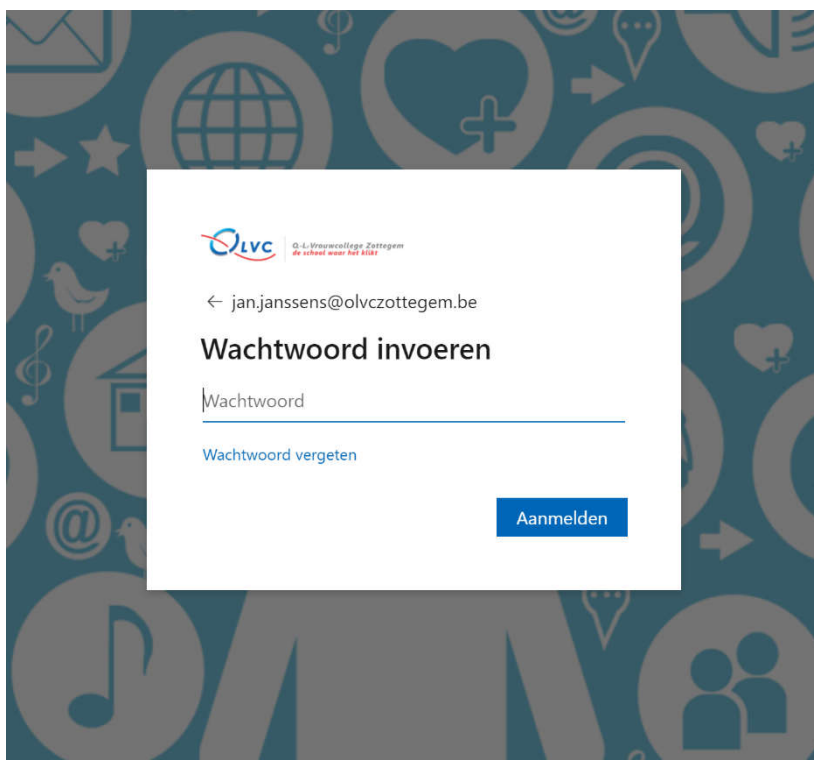 OLVC
O.-L.-Vrouwcollege Zottegem
de school waar het klikt
← jan.janssens@olvczottegem.be
Wachtwoord invoeren
Wachtwoord
Wachtwoord vergeten
Aanmelden